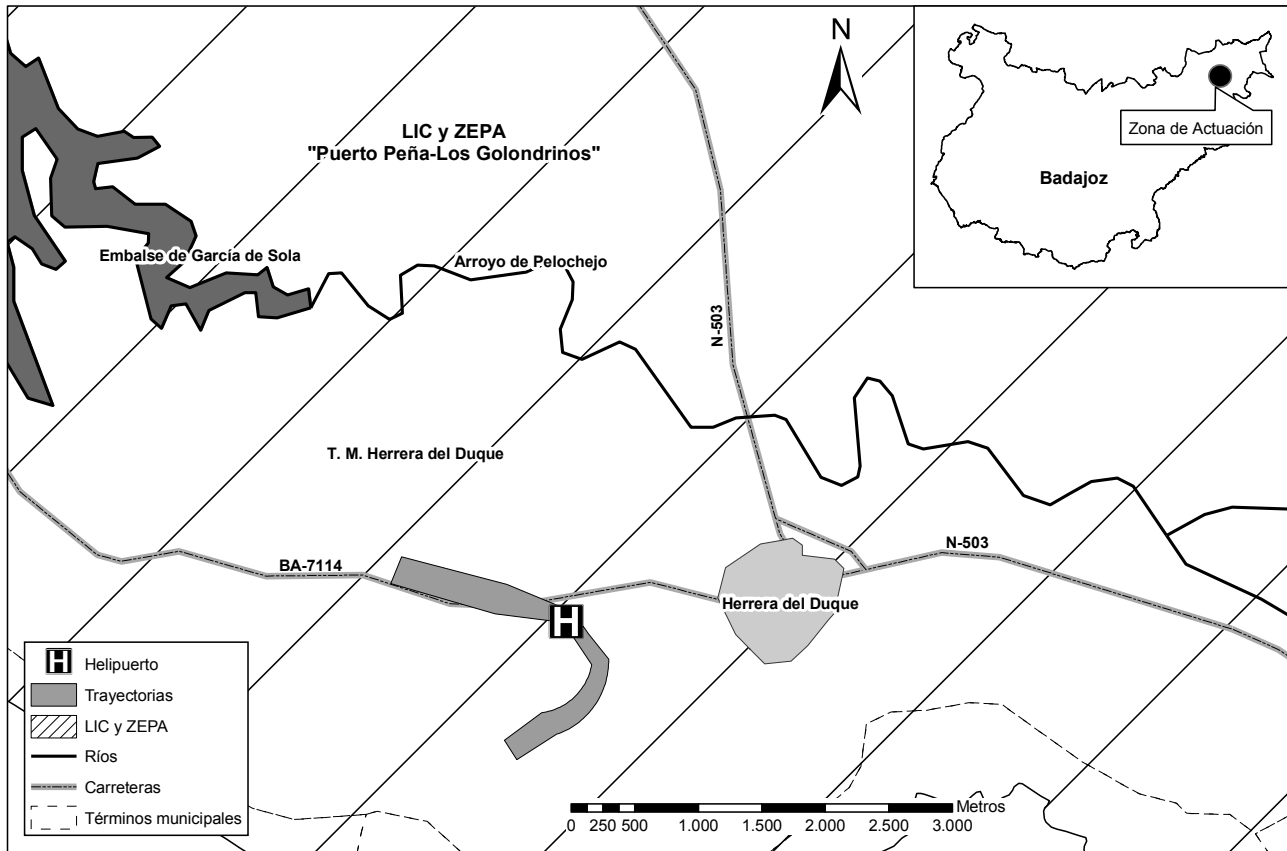 N
Zona de Actuación
Badajoz
LIC y ZEPA
"Puerto Peña-Los Golondrinos"
Embalse de García de Sola
Arroyo de Pelochejo
N-503
T. M. Herrera del Duque
N-503
BA-7114
Herrera del Duque
H
H Helipuerto
Trayectorias
LIC y ZEPA
Ríos
Carreteras
Términos municipales
Metros
0 250 500 1.000 1.500 2.000 2.500 3.000